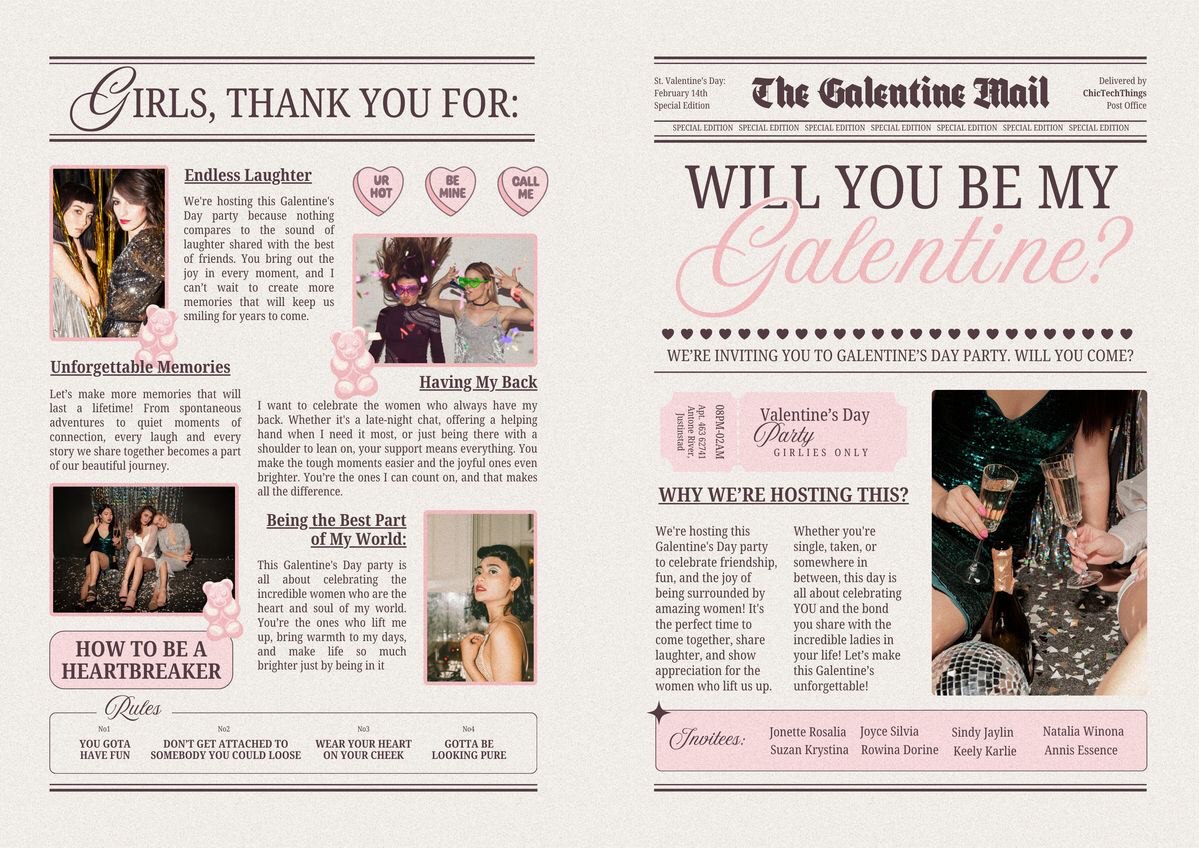 GIRLS, THANK YOU FOR:
Endless Laughter
We're hosting this Galentine's
Day party because nothing
compares to the sound of
laughter shared with the best
of friends. You bring out the
joy in every moment, and I
can't wait to create more
memories that will keep us
smiling for years to come.
UR
HOT
BE
MINE
CALL
ME
Unforgettable Memories
Let's make more memories that will
last a lifetime! From spontaneous
adventures to quiet moments of
connection, every laugh and every
story we share together becomes a part
of our beautiful journey.
Having My Back
I want to celebrate the women who always have my
back. Whether it's a late-night chat, offering a helping
hand when I need it most, or just being there with a
shoulder to lean on, your support means everything. You
make the tough moments easier and the joyful ones even
brighter. You're the ones I can count on, and that makes
all the difference.
Being the Best Part
of My World:
This Galentine's Day party is
all about celebrating the
incredible women who are the
heart and soul of my world.
You're the ones who lift me
up, bring warmth to my days,
and make life so much
brighter just by being in it
HOW TO BE A
HEARTBREAKER
Rules
No1
YOU GOTA
HAVE FUN
No2
DON'T GET ATTACHED TO
SOMEBODY YOU COULD LOOSE
No3
WEAR YOUR HEART
ON YOUR CHEEK
No4
GOTTA BE
LOOKING PURE
St. Valentine's Day:
February 14th
Special Edition
The Galentine Mail
Delivered by
ChicTechThings
Post Office
SPECIAL EDITION SPECIAL EDITION SPECIAL EDITION SPECIAL EDITION SPECIAL EDITION SPECIAL EDITION SPECIAL EDITION
WILL YOU BE MY
Galentine?
WE'RE INVITING YOU TO GALENTINE'S DAY PARTY. WILL YOU COME?
08PM-02AM
Apt. 463 62741
Antone River,
Justinstad
Valentine's Day
Party
GIRLIES ONLY
WHY WE'RE HOSTING THIS?
We're hosting this
Galentine's Day party
to celebrate friendship,
fun, and the joy of
being surrounded by
amazing women! It's
the perfect time to
come together, share
laughter, and show
appreciation for the
women who lift us up.
Whether you're
single, taken, or
somewhere in
between, this day is
all about celebrating
YOU and the bond
you share with the
incredible ladies in
your life! Let's make
this Galentine's
unforgettable!
Invitees:
Jonette Rosalia
Suzan Krystina
Joyce Silvia
Rowina Dorine
Sindy Jaylin
Keely Karlie
Natalia Winona
Annis Essence